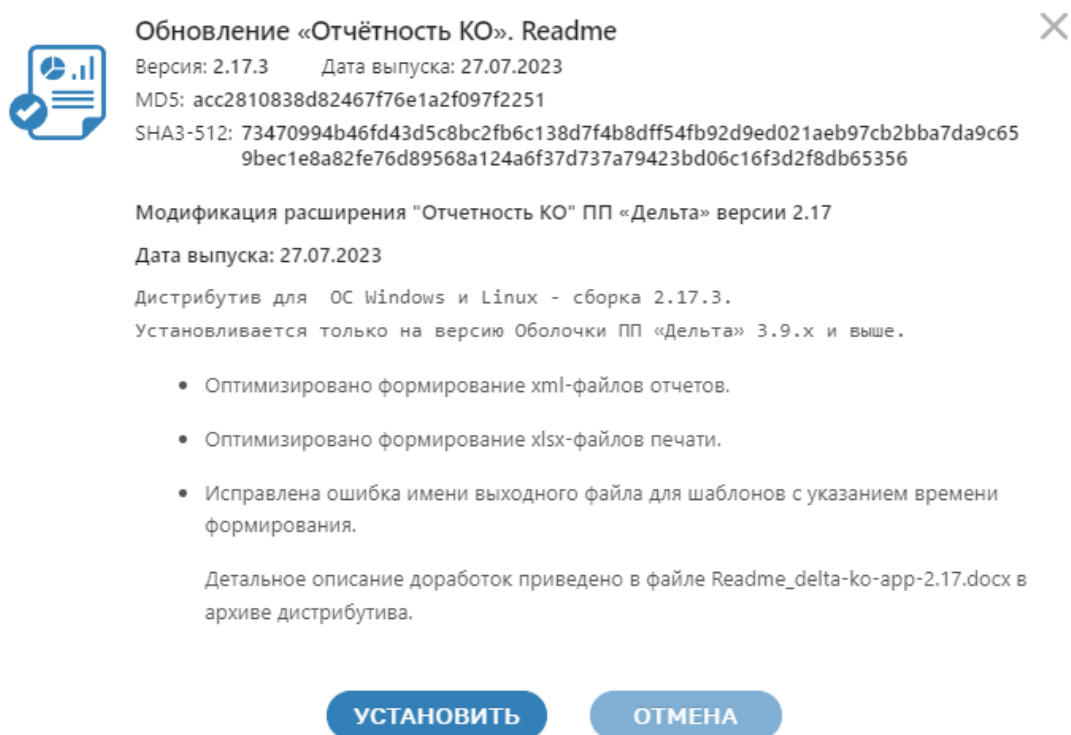 Обновление «Отчётность КО». Readme
Версия: 2.17.3 Дата выпуска: 27.07.2023
MD5: acc2810838d82467f76e1a2f097f2251
SHA3-512: 73470994b46fd43d5c8bc2fb6c138d7f4b8dff54fb92d9ed021aeb97cb2bba7da9c65
9bec1e8a82fe76d89568a124a6f37d737a79423bd06c16f3d2f8db65356
Модификация расширения "Отчетность КО" ПП «Дельта» версии 2.17
Дата выпуска: 27.07.2023
Дистрибутив для ОС Windows и Linux - сборка 2.17.3.
Устанавливается только на версию Оболочки ПП «Дельта» 3.9.x и выше.
• Оптимизировано формирование xml-файлов отчетов.
• Оптимизировано формирование xlsx-файлов печати.
• Исправлена ошибка имени выходного файла для шаблонов с указанием времени
формирования.
Детальное описание доработок приведено в файле Readme_delta-ko-app-2.17.docx в
архиве дистрибутива.
УСТАНОВИТЬ ОТМЕНА